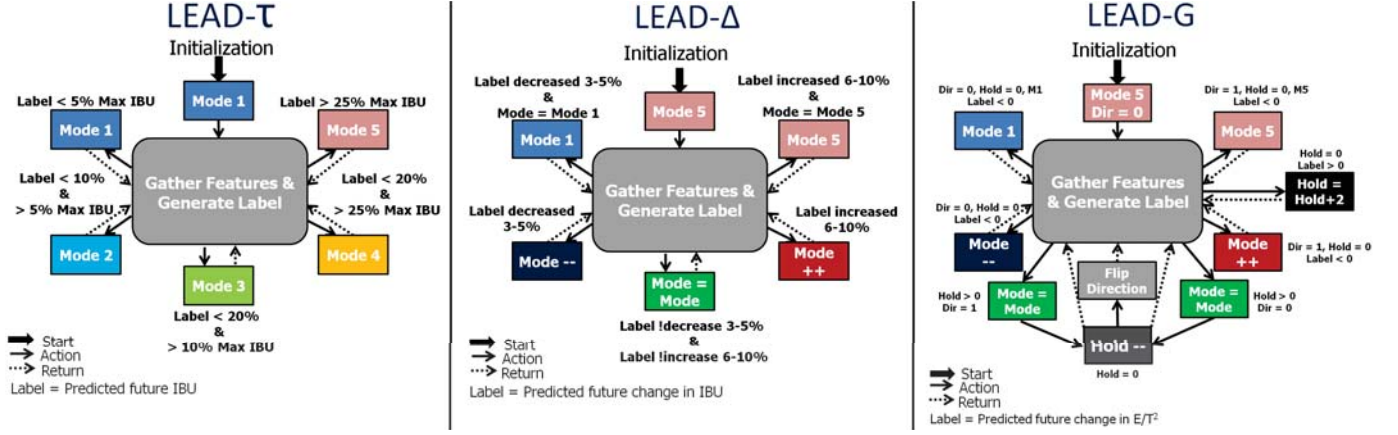 LEAD-τ
Initialization
Mode 1
Label < 5% Max IBU
Label > 25% Max IBU
Mode 1
Mode 5
Gather Features &
Generate Label
Label < 10%
&
> 5% Max IBU
Label < 20%
&
> 25% Max IBU
Mode 2
Mode 4
Mode 3
Label < 20%
&
> 10% Max IBU
Start
Action
Return
Label = Predicted future IBU
LEAD-Δ
Initialization
Label decreased 3-5%
&
Mode = Mode 1
Label increased 6-10%
&
Mode = Mode 5
Mode 5
Mode 1
Mode 5
Gather Features &
Generate Label
Label decreased
3-5%
Label increased
6-10%
Mode --
Mode
++
Mode =
Mode
Label !decrease 3-5%
&
Label !increase 6-10%
Start
Action
Return
Label = Predicted future change in IBU
LEAD-G
Initialization
Mode 5
Dir = 0
Dir = 0, Hold = 0, M1
Label < 0
Dir = 1, Hold = 0, M5
Label < 0
Mode 1
Mode 5
Gather Features
& Generate Label
Hold = 0
Label > 0
Hold =
Hold+2
Dir = 0, Hold = 0
Label < 0
Mode
--
Mode
++
Dir = 1, Hold = 0
Label < 0
Flip
Direction
Hold > 0
Dir = 1
Mode =
Mode
Mode =
Mode
Hold > 0
Dir = 0
Hold --
Hold = 0
Start
Action
Return
Label = Predicted future change in E/T²